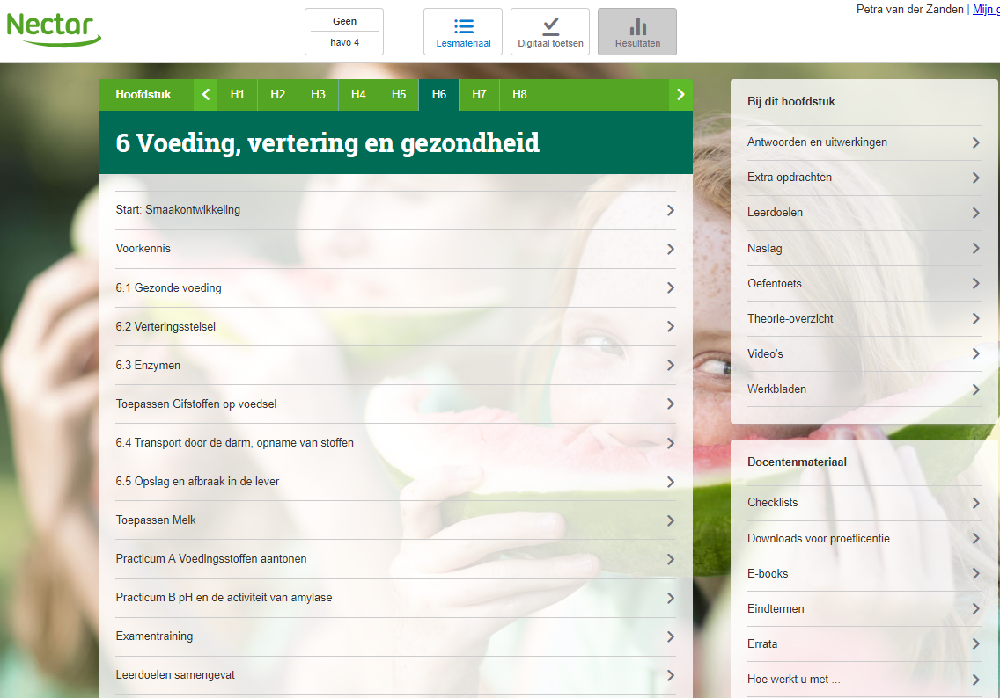 Nectar
Geen
havo 4
Lesmateriaal
Digitaal toetsen
Resultaten
Petra van der Zanden | Mijn g
Hoofdstuk H1 H2 H3 H4 H5 H6 H7 H8
6 Voeding, vertering en gezondheid
Start: Smaakontwikkeling
Voorkennis
6.1 Gezonde voeding
6.2 Verteringsstelsel
6.3 Enzymen
Toepassen Gifstoffen op voedsel
6.4 Transport door de darm, opname van stoffen
6.5 Opslag en afbraak in de lever
Toepassen Melk
Practicum A Voedingsstoffen aantonen
Practicum B pH en de activiteit van amylase
Examentraining
Leerdoelen samengevat
Bij dit hoofdstuk
Antwoorden en uitwerkingen
Extra opdrachten
Leerdoelen
Naslag
Oefentoets
Theorie-overzicht
Video's
Werkbladen
Docentenmateriaal
Checklists
Downloads voor proeflicentie
E-books
Eindtermen
Errata
Hoe werkt u met ...